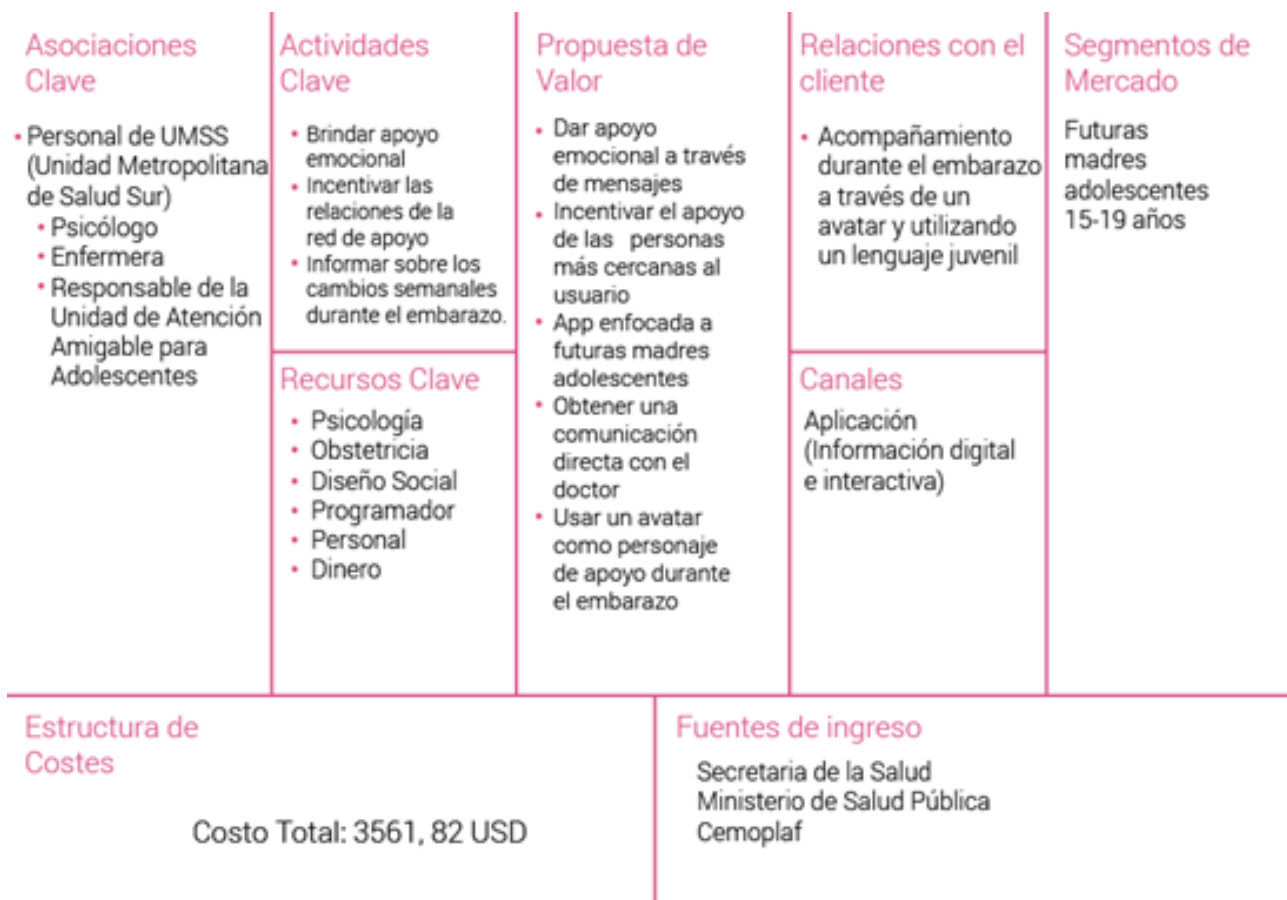 Asociaciones
Clave
• Personal de UMSS
(Unidad Metropolitana
de Salud Sur)
• Psicólogo
• Enfermera
• Responsable de la
Unidad de Atención
Amigable para
Adolescentes
Actividades
Clave
• Brindar apoyo
emocional
• Incentivar las
relaciones de la
red de apoyo
• Informar sobre los
cambios semanales
durante el embarazo.
Recursos Clave
• Psicología
• Obstetricia
• Diseño Social
• Programador
• Personal
• Dinero
Propuesta de
Valor
• Dar apoyo
emocional a través
de mensajes
• Incentivar el apoyo
de las personas
más cercanas al
usuario
• App enfocada a
futuras madres
adolescentes
• Obtener una
comunicación
directa con el
doctor
• Usar un avatar
como personaje
de apoyo durante
el embarazo
Relaciones con el
cliente
• Acompañamiento
durante el embarazo
a través de un
avatar y utilizando
un lenguaje juvenil
Canales
Aplicación
(Información digital
e interactiva)
Segmentos de
Mercado
Futuras
madres
adolescentes
15-19 años
Estructura de
Costes
Costo Total: 3561, 82 USD
Fuentes de ingreso
Secretaria de la Salud
Ministerio de Salud Pública
Cemoplaf